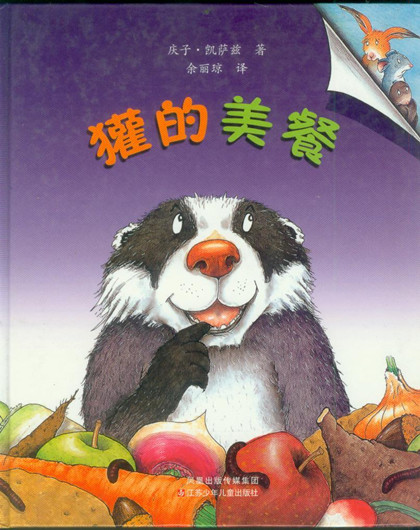 庆子·凯萨兹 著
余丽琼 译
獾的美餐
凤凰出版传媒集团
江苏少年儿童出版社